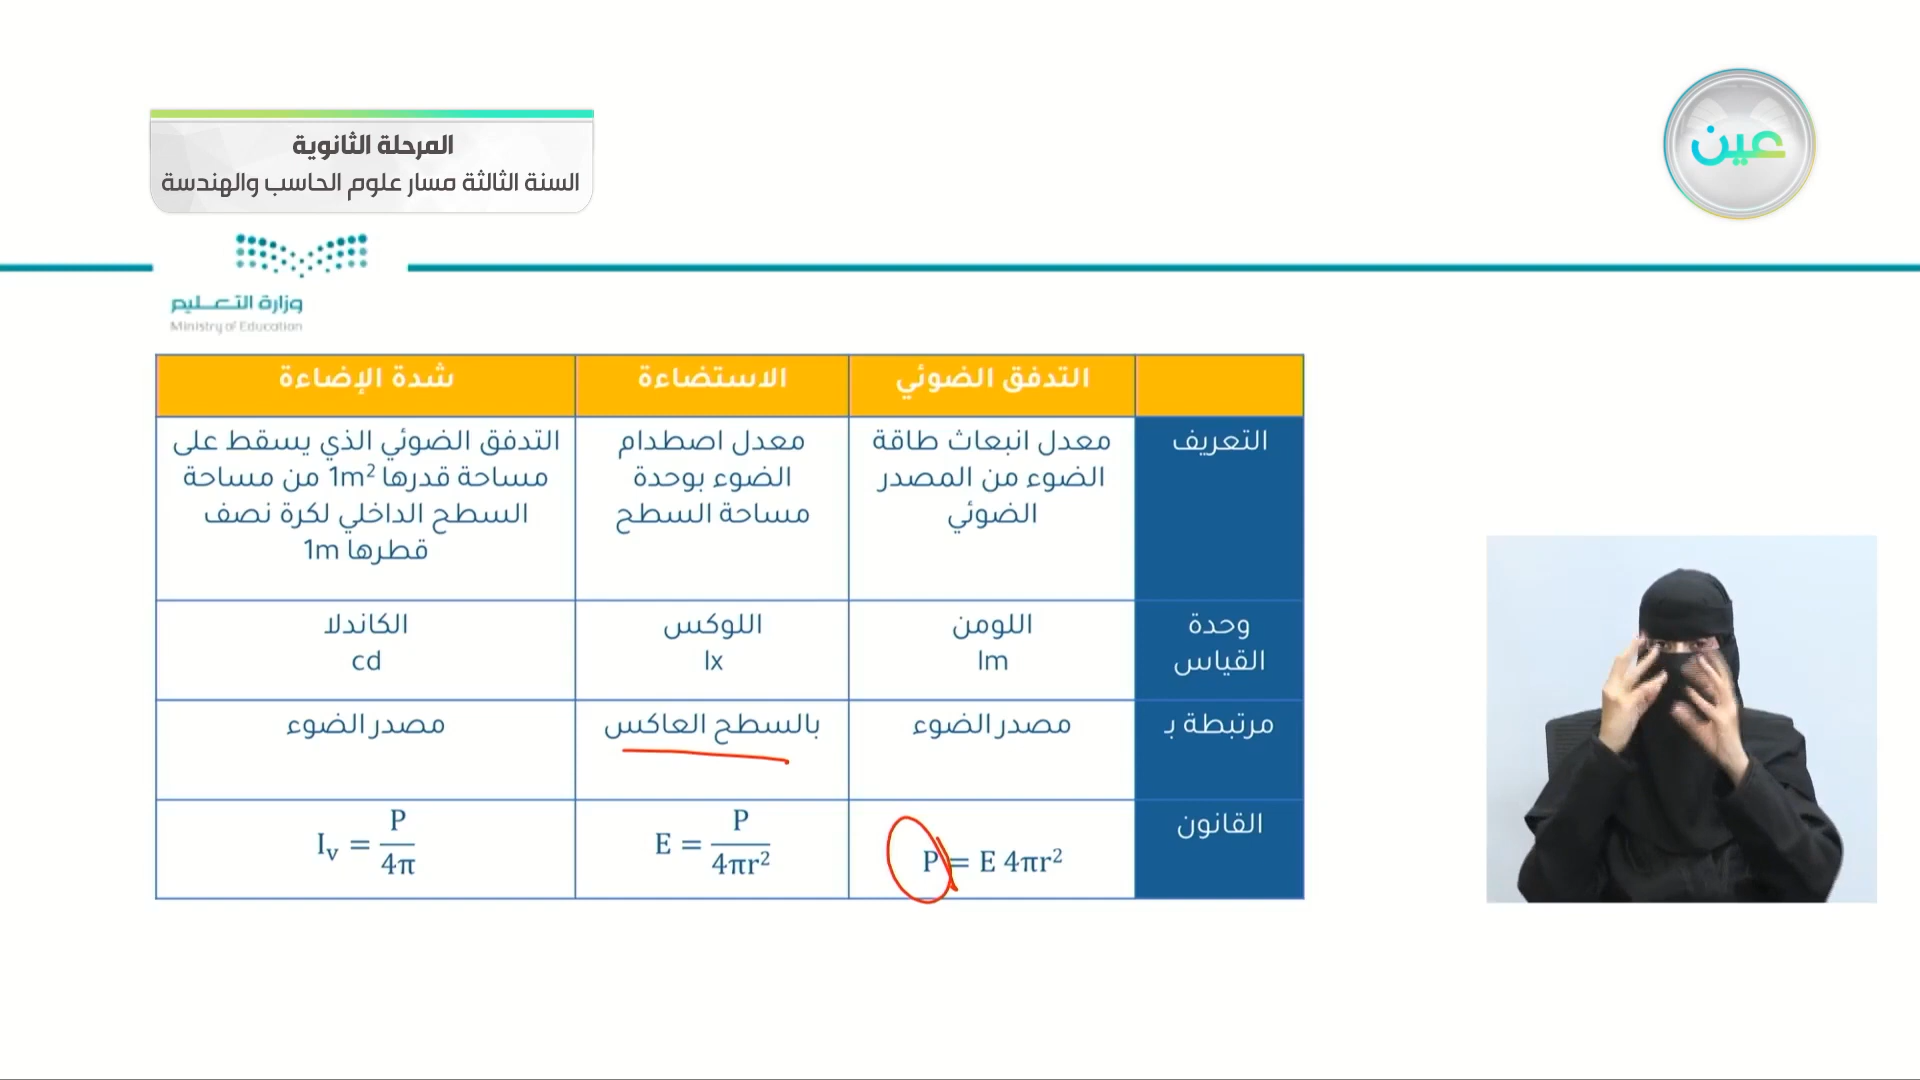 المرحلة الثانوية
السنة الثالثة مسار علوم الحاسب والهندسة
عين
وزارة التعليم
Ministry of Education
التدفق الضوئي
الاستضاءة
شدة الإضاءة
التعريف
معدل انبعاث طاقة
الضوء من المصدر
الضوئي
معدل اصطدام
الضوء بوحدة
مساحة السطح
التدفق الضوئي الذي يسقط على
مساحة قدرها 1m² من مساحة
السطح الداخلي لكرة نصف
قطرها 1m
وحدة
القياس
اللومن
lm
اللوكس
lx
الكاندلا
cd
مرتبطة بـ
مصدر الضوء
بالسطح العاكس
مصدر الضوء
القانون
P = E 4πr²
E = P / 4πr²
Iᵥ = P / 4π